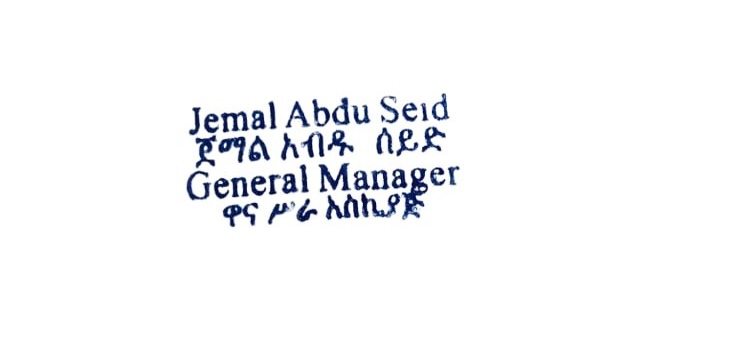 Jemal Abdu Seid
ጀማል አብዱ ሰይድ
General Manager
ዋና ሥራ አስኪያጅ